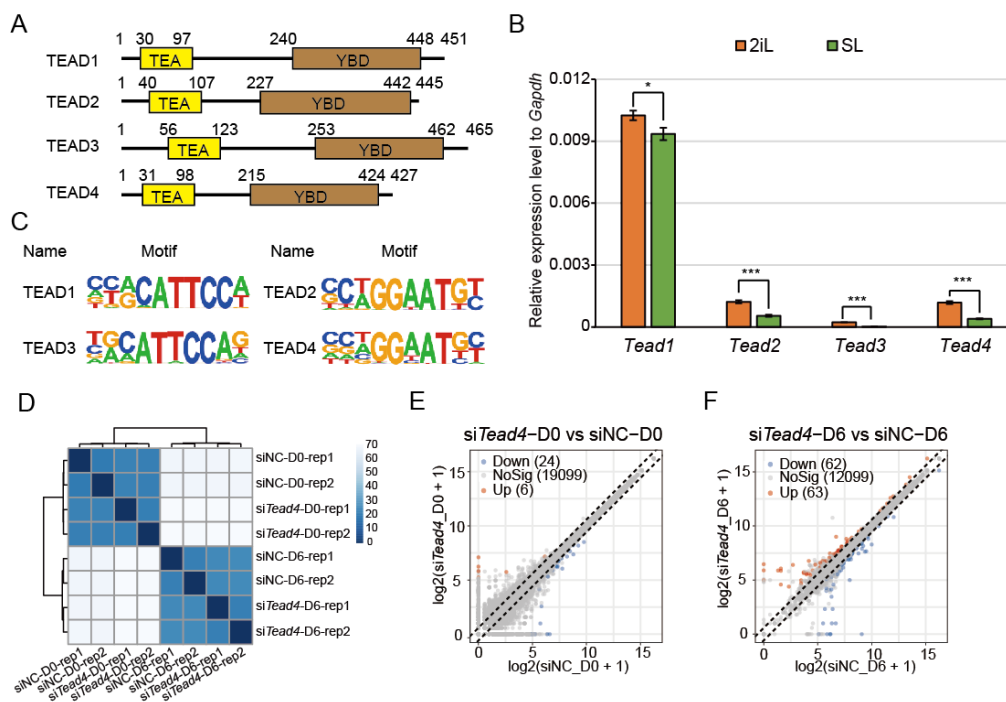 A
1 30 97 240 448 451
TEAD1 TEA YBD
1 40 107 227 442 445
TEAD2 TEA YBD
1 56 123 253 462 465
TEAD3 TEA YBD
1 31 98 215 424 427
TEAD4 TEA YBD
B
2iL SL
Relative expression level to Gapdh
0.012
0.009
0.006
0.003
0
* *** *** ***
Tead1 Tead2 Tead3 Tead4
C
Name Motif Name Motif
TEAD1 CATTCC TEAD2 GGAATG
TEAD3 CATTCCA TEAD4 GGAATG
D
siNC-D0-rep1
siNC-D0-rep2
siTead4-D0-rep1
siTead4-D0-rep2
siNC-D6-rep1
siNC-D6-rep2
siTead4-D6-rep1
siTead4-D6-rep2
70
60
50
40
30
20
10
0
siNC-D0-rep1
siNC-D0-rep2
siTead4-D0-rep1
siTead4-D0-rep2
siNC-D6-rep1
siNC-D6-rep2
siTead4-D6-rep1
siTead4-D6-rep2
E
siTead4-D0 vs siNC-D0
Down (24)
NoSig (19099)
Up (6)
log2(siTead4_D0 + 1)
15
10
5
0
0 5 10 15
log2(siNC_D0 + 1)
F
siTead4-D6 vs siNC-D6
Down (62)
NoSig (12099)
Up (63)
log2(siTead4_D6 + 1)
15
10
5
0
0 5 10 15
log2(siNC_D6 + 1)